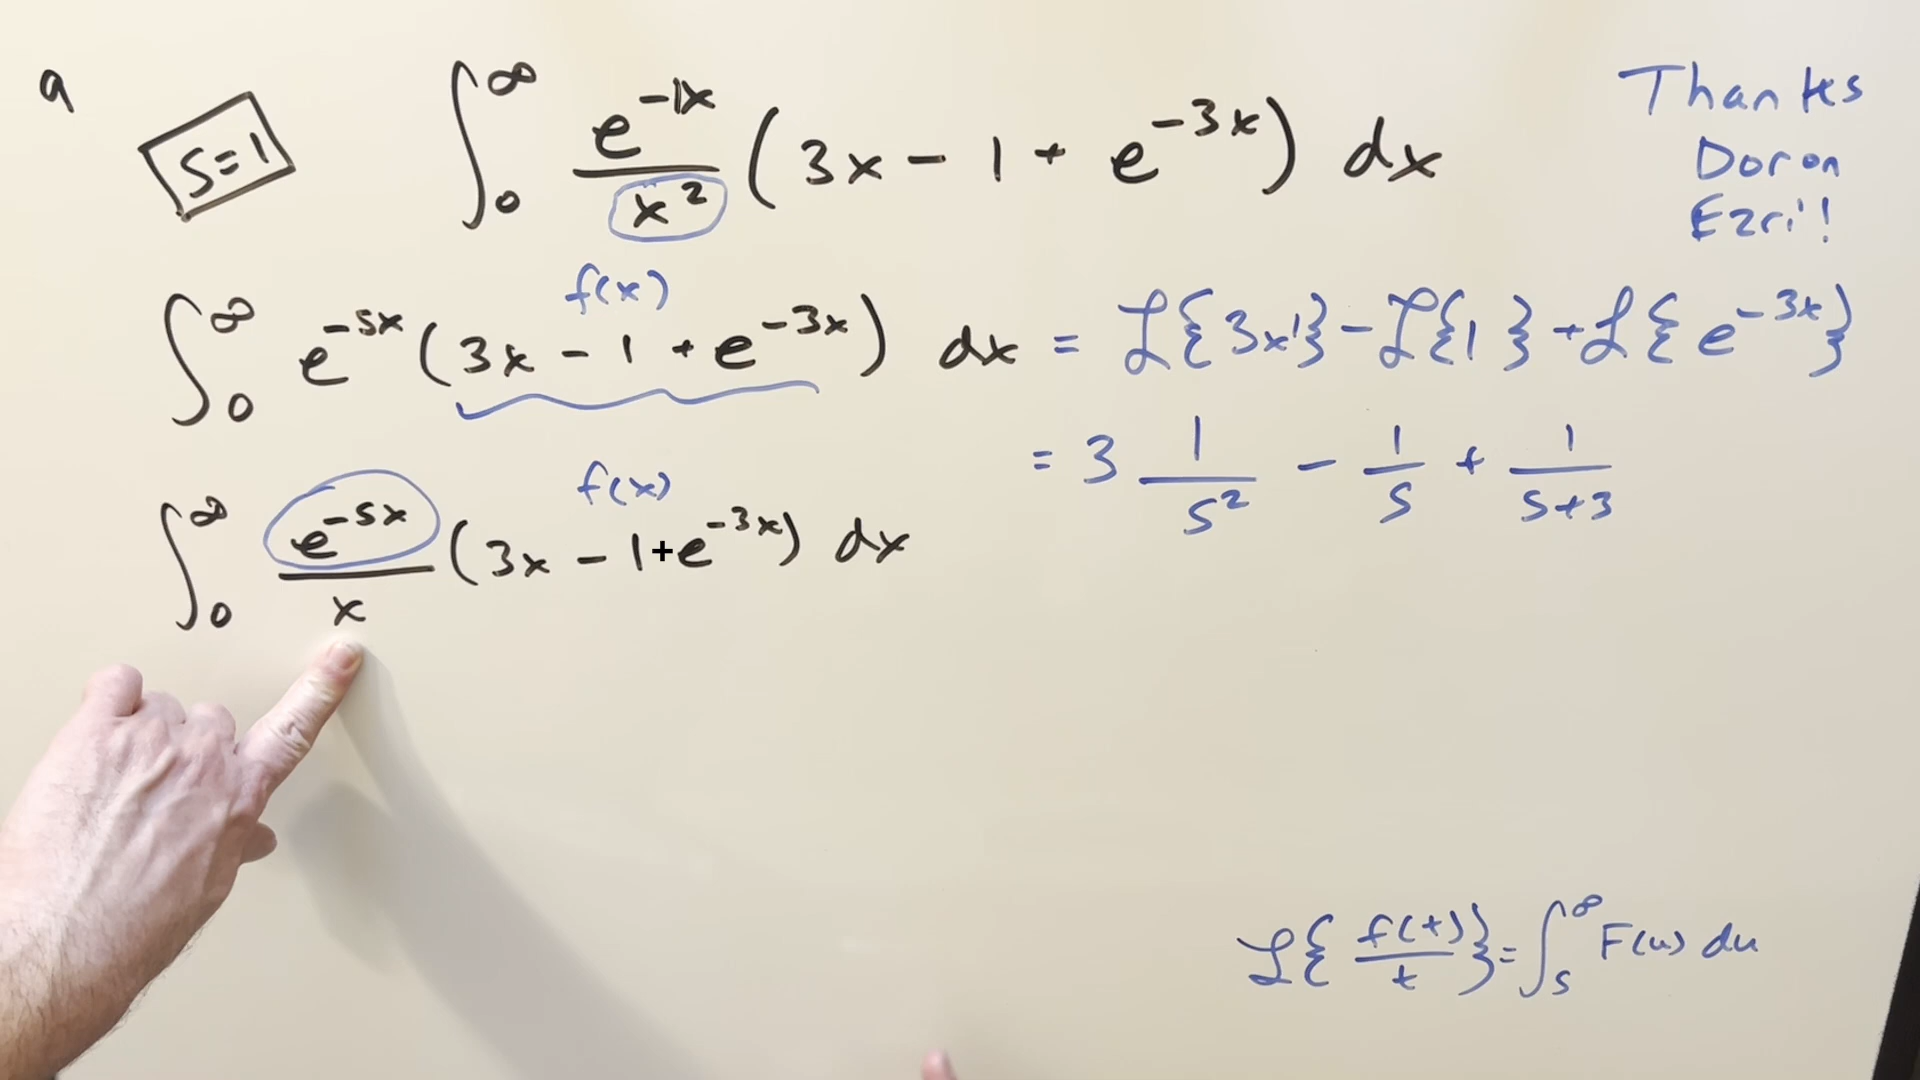 9
S=1
∫₀^∞ e^{-1x}/x² (3x - 1 + e^{-3x}) dx
Thanks
Doron
Ezri!
f(x)
∫₀^∞ e^{-sx} (3x - 1 + e^{-3x}) dx = ℒ{3x¹} - ℒ{1} + ℒ{e^{-3x}}
= 3 1/s² - 1/s + 1/(s+3)
f(x)
∫₀^∞ e^{-sx}/x (3x - 1 + e^{-3x}) dx
ℒ{f(t)/t} = ∫ₛ^∞ F(u) du